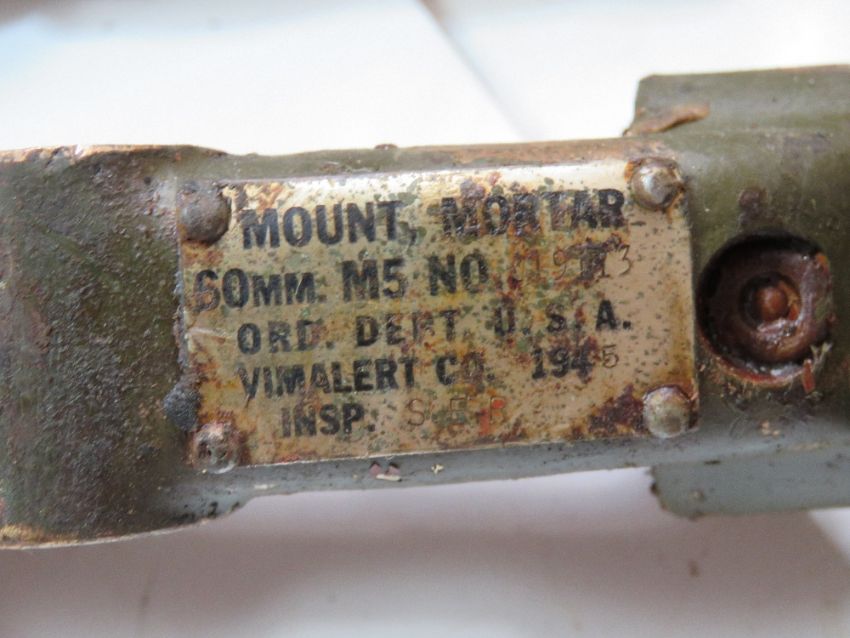 MOUNT, MORTAR
60MM. M5 NO.
ORD. DEPT. U. S. A.
VIMALERT CO. 1945
INSP.